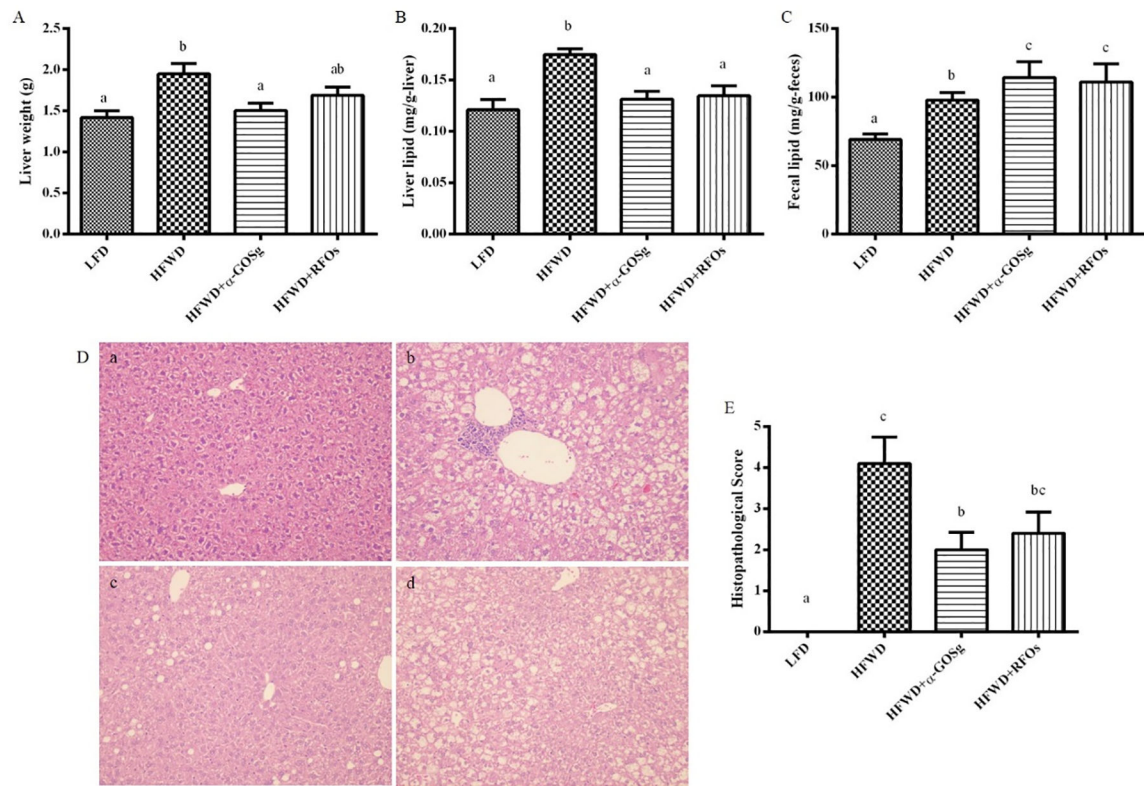 A
Liver weight (g)
2.5
2.0
1.5
1.0
0.5
0.0
a
b
a
ab
LFD
HFWD
HFWD+α-GOSg
HFWD+RFOs
B
Liver lipid (mg/g-liver)
0.20
0.15
0.10
0.05
0.00
a
b
a
a
LFD
HFWD
HFWD+α-GOSg
HFWD+RFOs
C
Fecal lipid (mg/g-feces)
150
100
50
0
a
b
c
c
LFD
HFWD
HFWD+α-GOSg
HFWD+RFOs
D
a
b
c
d
E
Histopathological Score
5
4
3
2
1
0
a
c
b
bc
LFD
HFWD
HFWD+α-GOSg
HFWD+RFOs